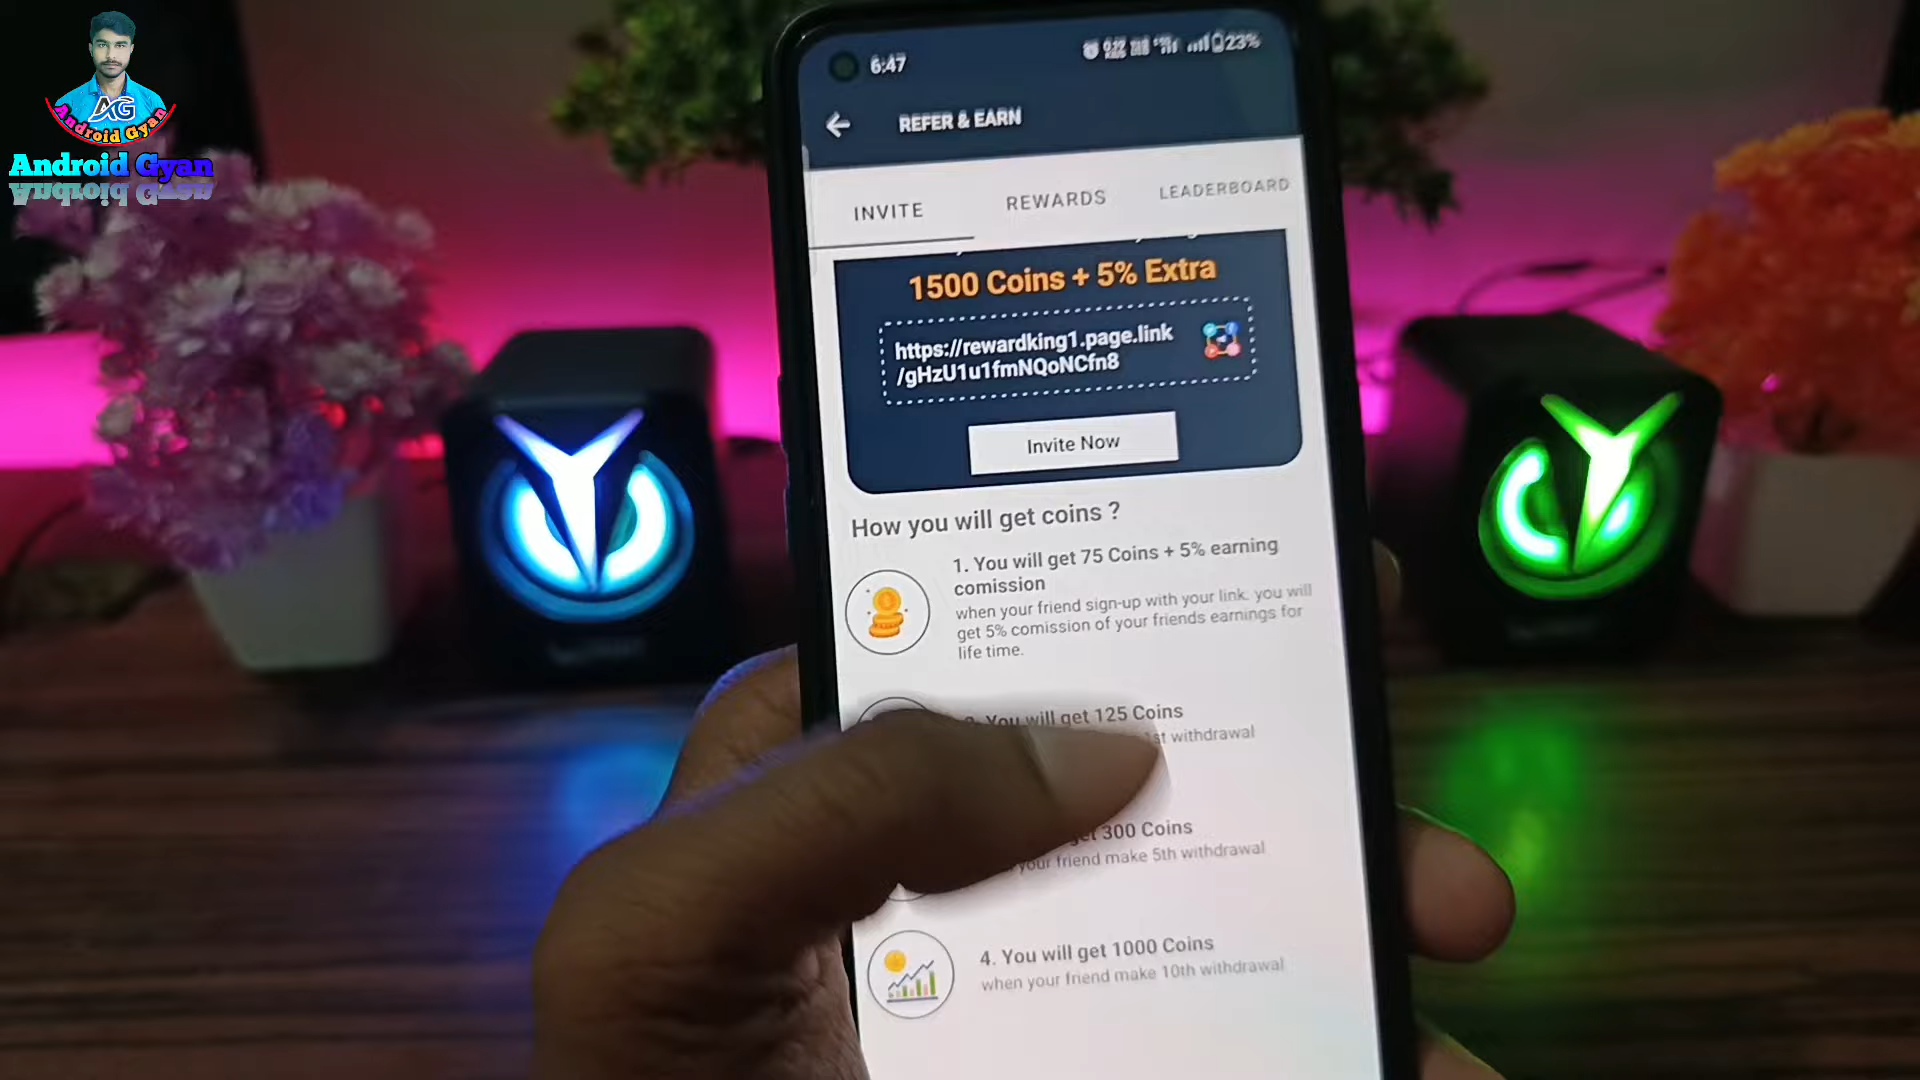 AG
Android Gyan
Android Gyan
6:47
23%
REFER & EARN
INVITE
REWARDS
LEADERBOARD
1500 Coins + 5% Extra
https://rewardking1.page.link
/gHzU1u1fmNQoNCfn8
Invite Now
How you will get coins ?
1. You will get 75 Coins + 5% earning
comission
when your friend sign-up with your link. you will
get 5% comission of your friends earnings for
life time.
You will get 125 Coins
1st withdrawal
300 Coins
your friend make 5th withdrawal
4. You will get 1000 Coins
when your friend make 10th withdrawal